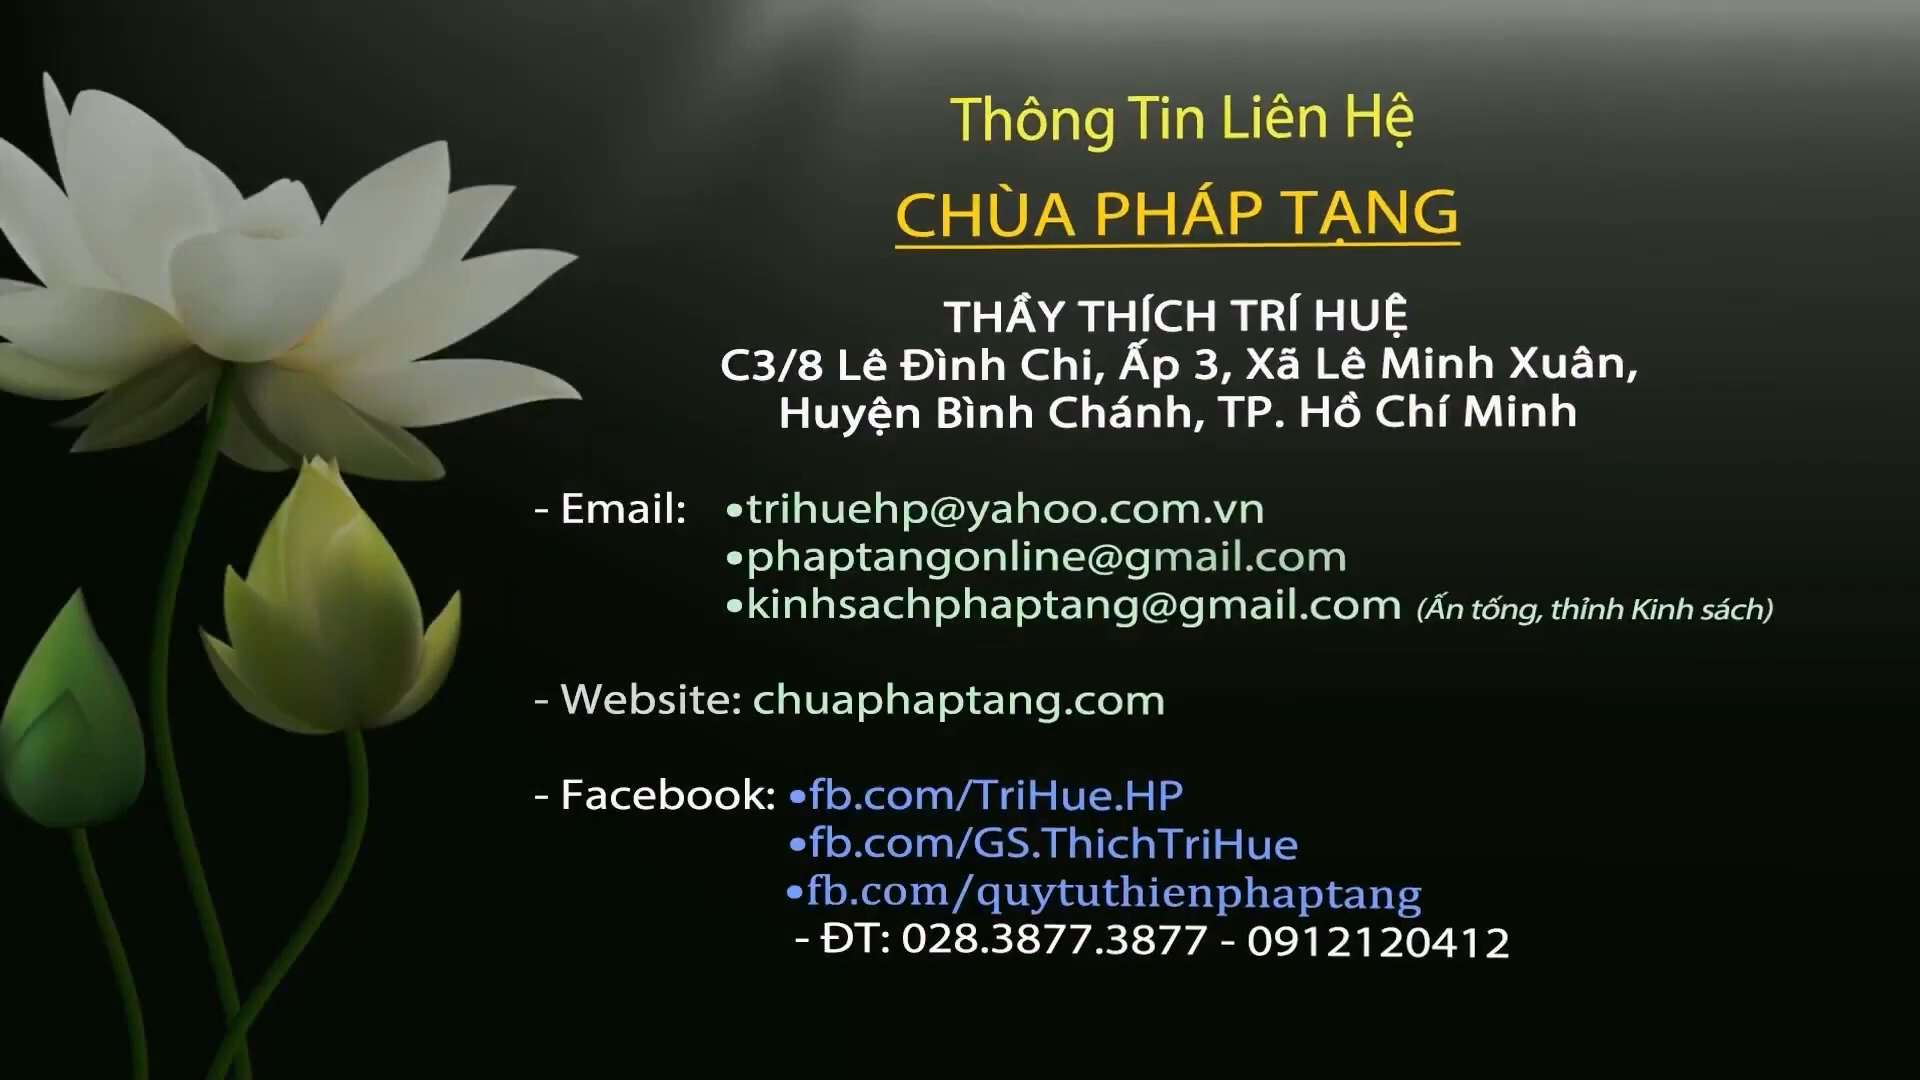 Thông Tin Liên Hệ
CHÙA PHÁP TẠNG
THẦY THÍCH TRÍ HUỆ
C3/8 Lê Đình Chi, Ấp 3, Xã Lê Minh Xuân,
Huyện Bình Chánh, TP. Hồ Chí Minh
- Email: •trihuehp@yahoo.com.vn
•phaptangonline@gmail.com
•kinhsachphaptang@gmail.com (Ấn tống, thỉnh Kinh sách)
- Website: chuaphaptang.com
- Facebook: •fb.com/TriHue.HP
•fb.com/GS.ThichTriHue
•fb.com/quytuthienphaptang
- ĐT: 028.3877.3877 - 0912120412